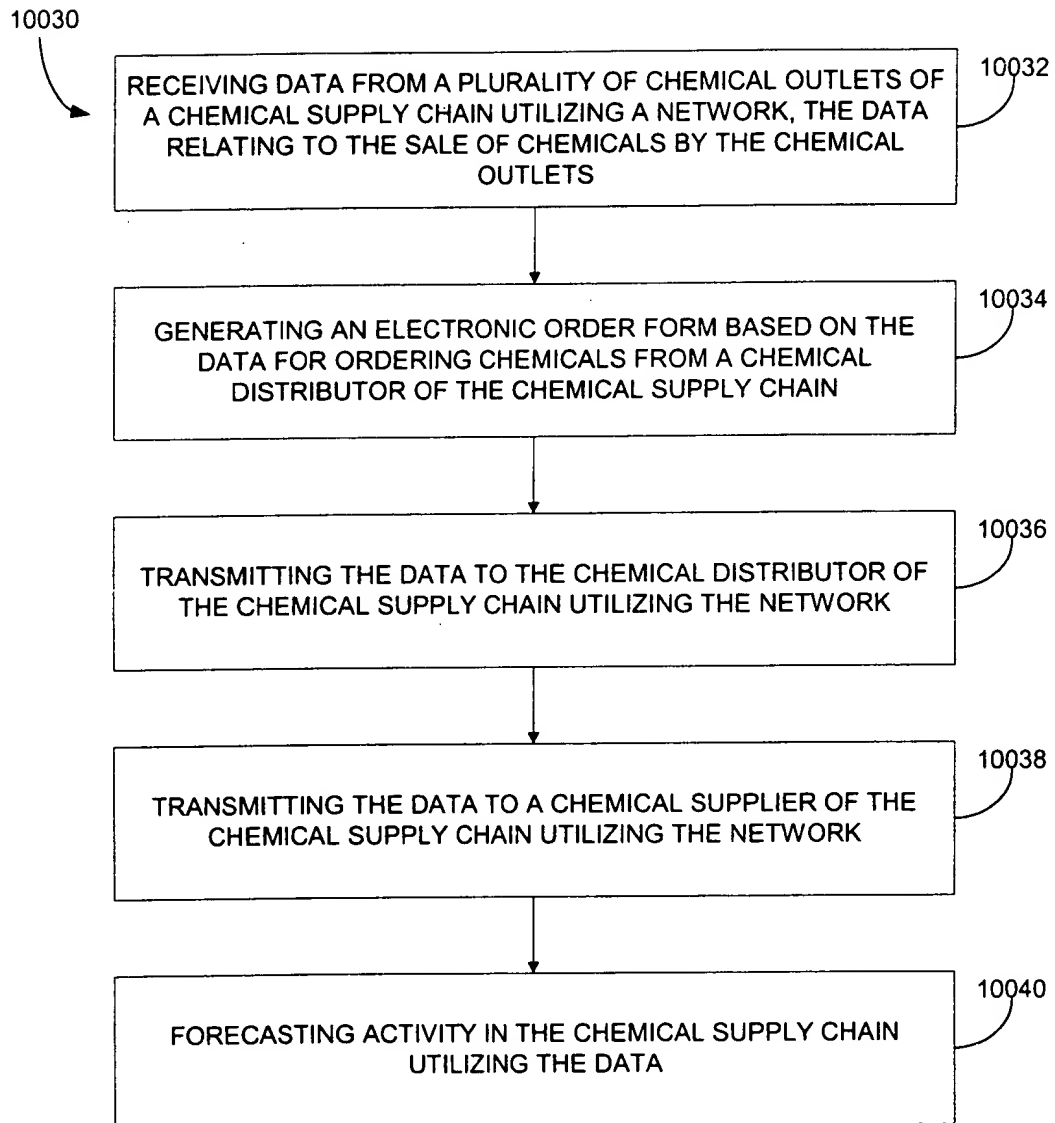 10030
RECEIVING DATA FROM A PLURALITY OF CHEMICAL OUTLETS OF
A CHEMICAL SUPPLY CHAIN UTILIZING A NETWORK, THE DATA
RELATING TO THE SALE OF CHEMICALS BY THE CHEMICAL
OUTLETS
10032
GENERATING AN ELECTRONIC ORDER FORM BASED ON THE
DATA FOR ORDERING CHEMICALS FROM A CHEMICAL
DISTRIBUTOR OF THE CHEMICAL SUPPLY CHAIN
10034
TRANSMITTING THE DATA TO THE CHEMICAL DISTRIBUTOR OF
THE CHEMICAL SUPPLY CHAIN UTILIZING THE NETWORK
10036
TRANSMITTING THE DATA TO A CHEMICAL SUPPLIER OF THE
CHEMICAL SUPPLY CHAIN UTILIZING THE NETWORK
10038
FORECASTING ACTIVITY IN THE CHEMICAL SUPPLY CHAIN
UTILIZING THE DATA
10040